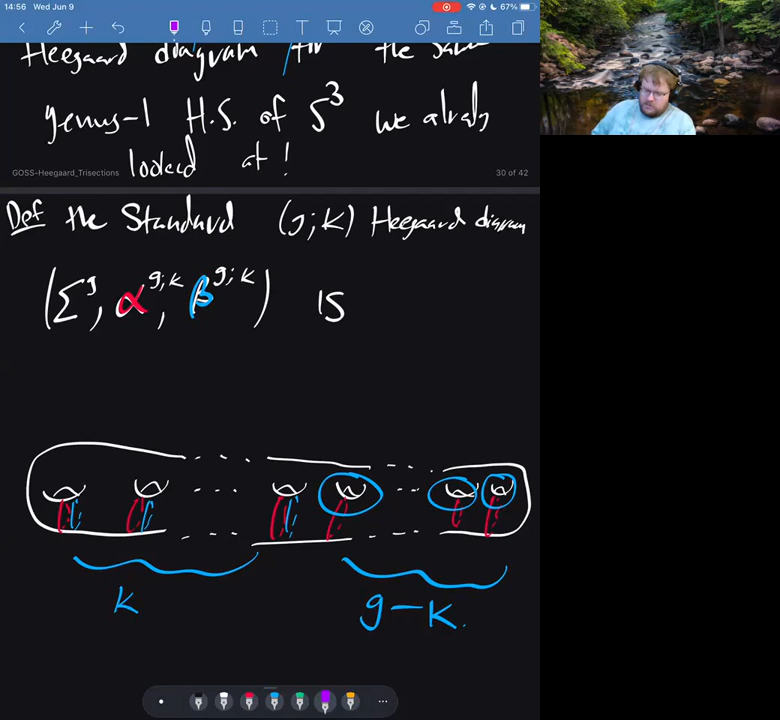 14:56 Wed Jun 9
67%
Heegaard diagram for the same
genus-1 H.S. of S³ we already
looked at!
GOSS-Heegaard_Trisections
30 of 42
Def the Standard (g;k) Heegaard diagram
(Σ^g, α^{g;k}, β^{g;k}) is
k
g-k.